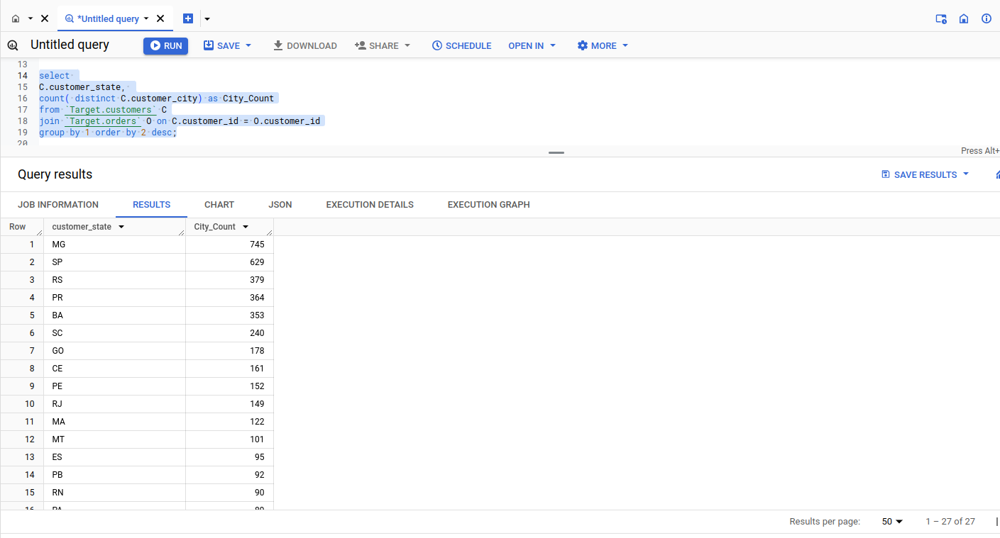 *Untitled query
Untitled query
RUN
SAVE
DOWNLOAD
SHARE
SCHEDULE
OPEN IN
MORE
13
14 select
15 C.customer_state,
16 count( distinct C.customer_city) as City_Count
17 from `Target.customers` C
18 join `Target.orders` O on C.customer_id = O.customer_id
19 group by 1 order by 2 desc;
20
Press Alt+
Query results
SAVE RESULTS
JOB INFORMATION RESULTS CHART JSON EXECUTION DETAILS EXECUTION GRAPH
Row customer_state City_Count
1 MG 745
2 SP 629
3 RS 379
4 PR 364
5 BA 353
6 SC 240
7 GO 178
8 CE 161
9 PE 152
10 RJ 149
11 MA 122
12 MT 101
13 ES 95
14 PB 92
15 RN 90
16
Results per page: 50 1 – 27 of 27